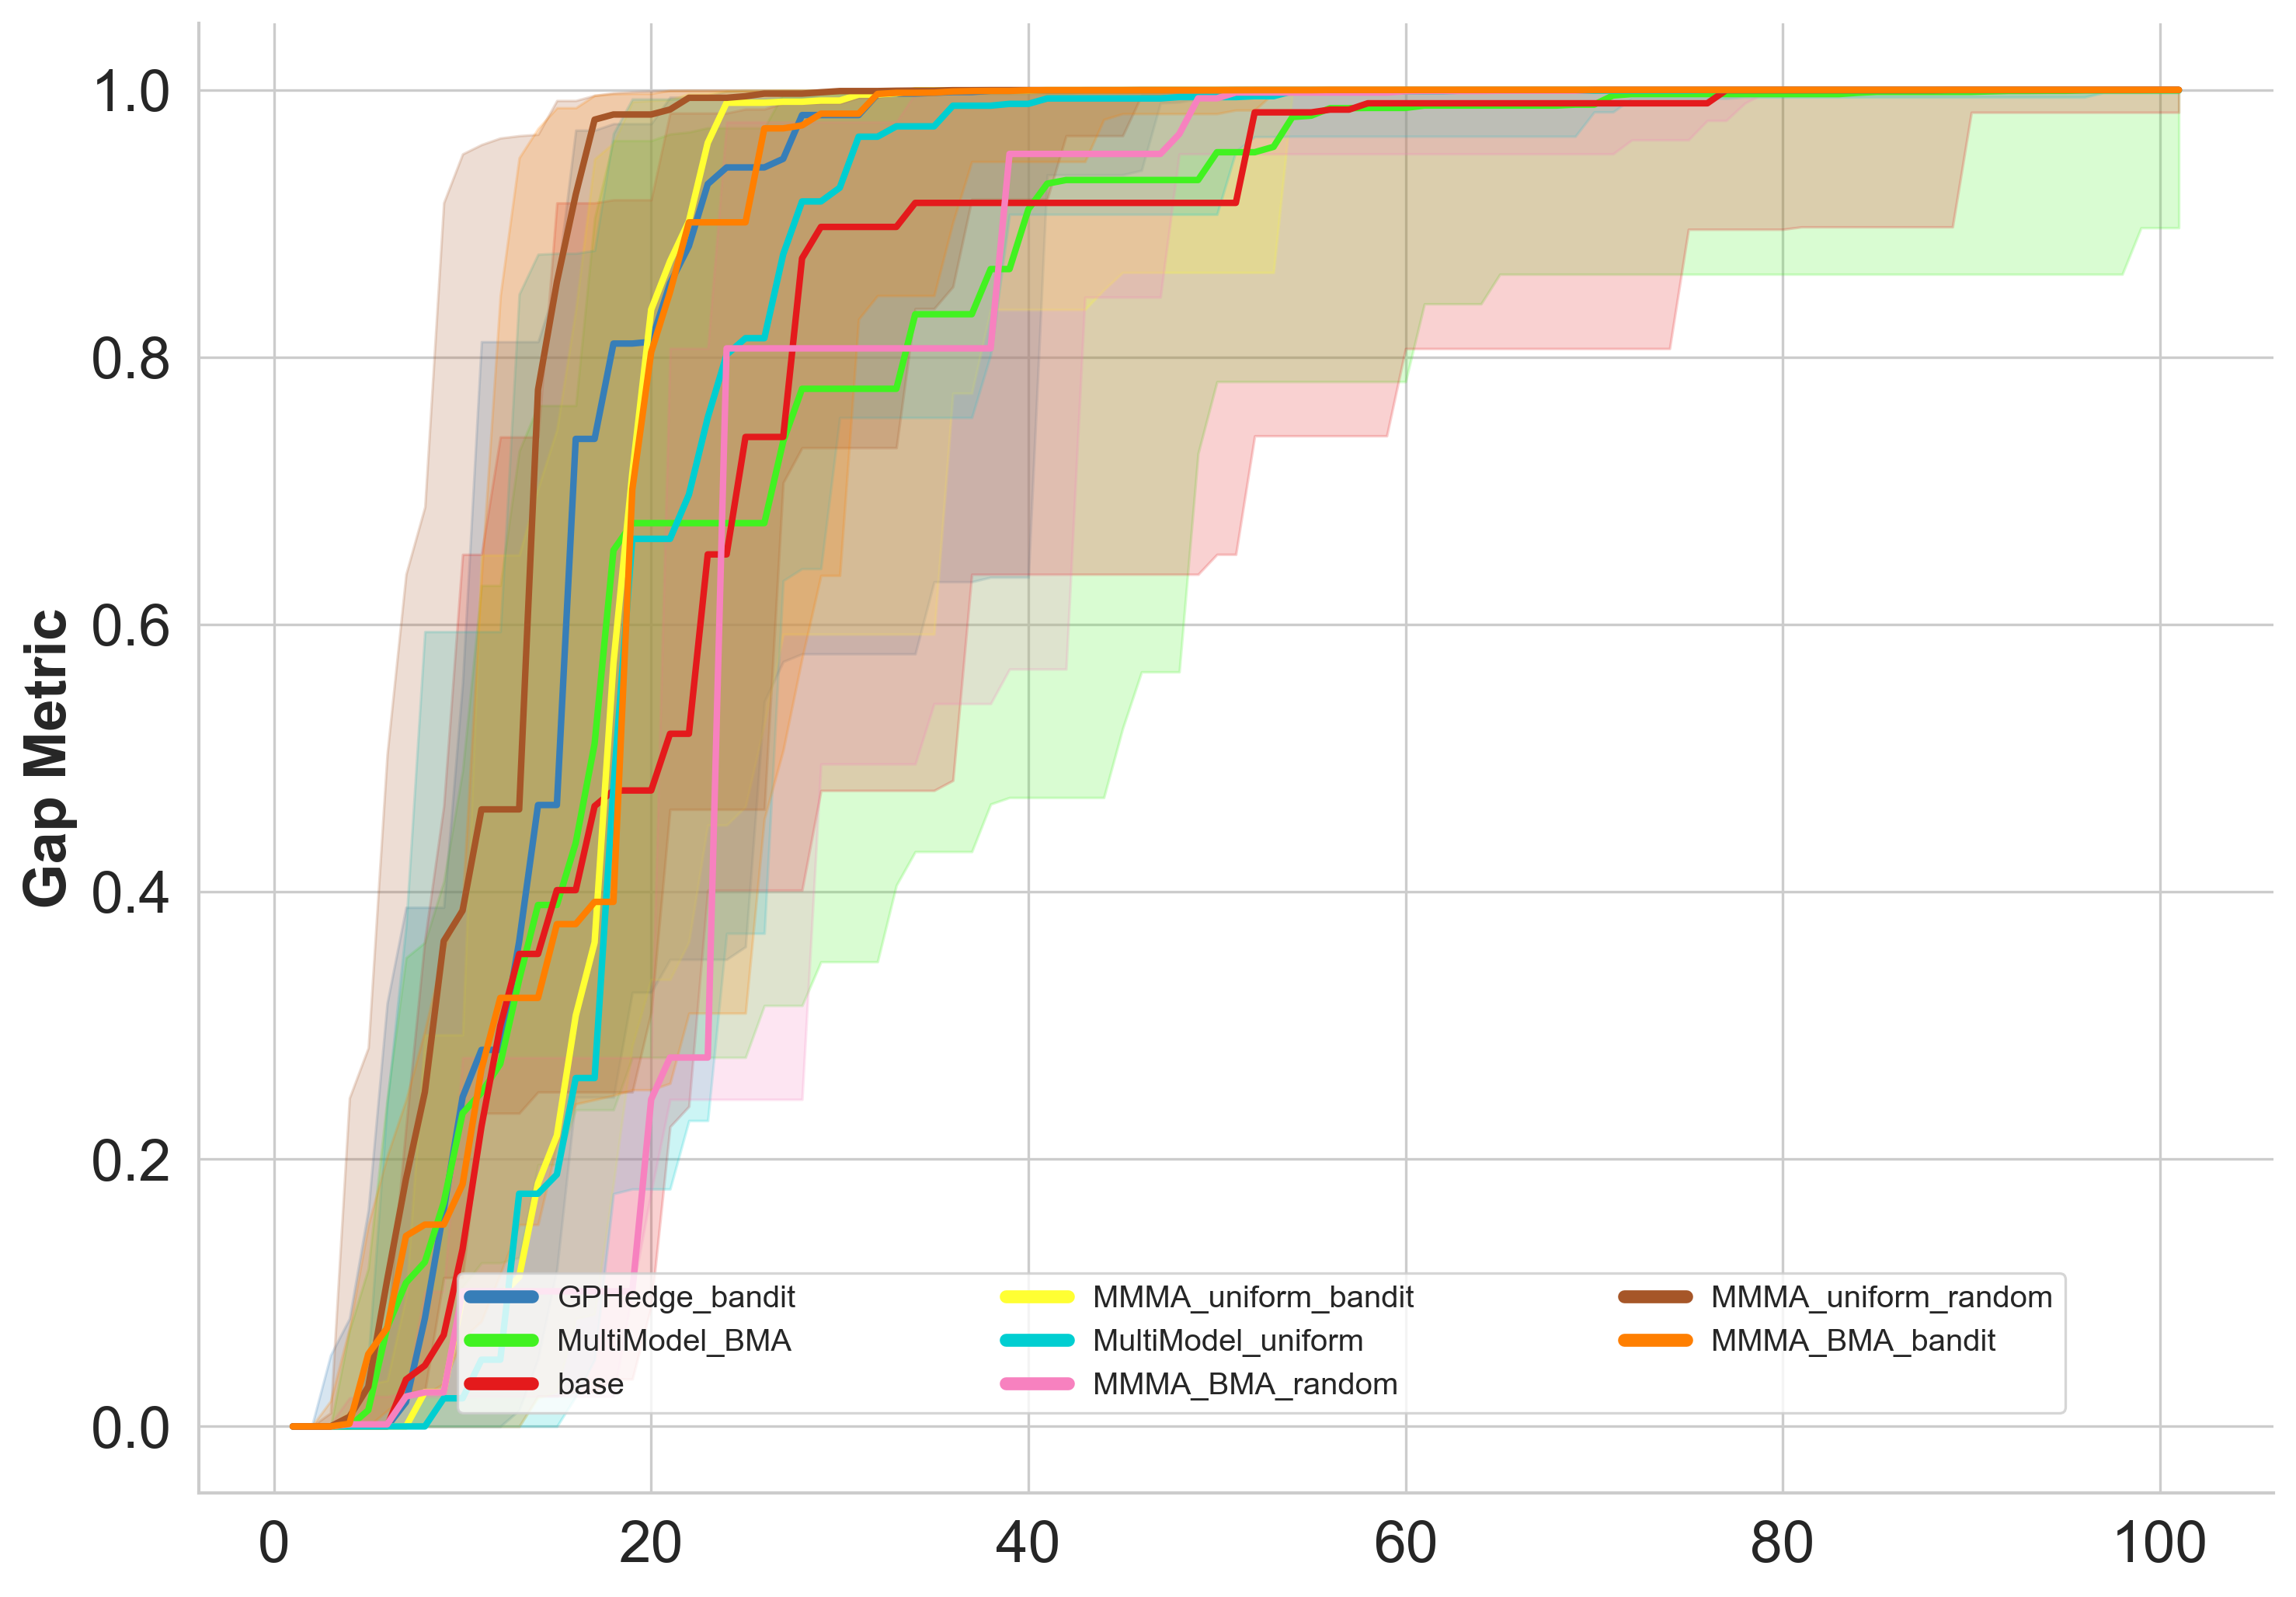 Gap Metric
1.0
0.8
0.6
0.4
0.2
0.0
GPHedge_bandit
MultiModel_BMA
base
MMMA_uniform_bandit
MultiModel_uniform
MMMA_BMA_random
MMMA_uniform_random
MMMA_BMA_bandit
0 20 40 60 80 100